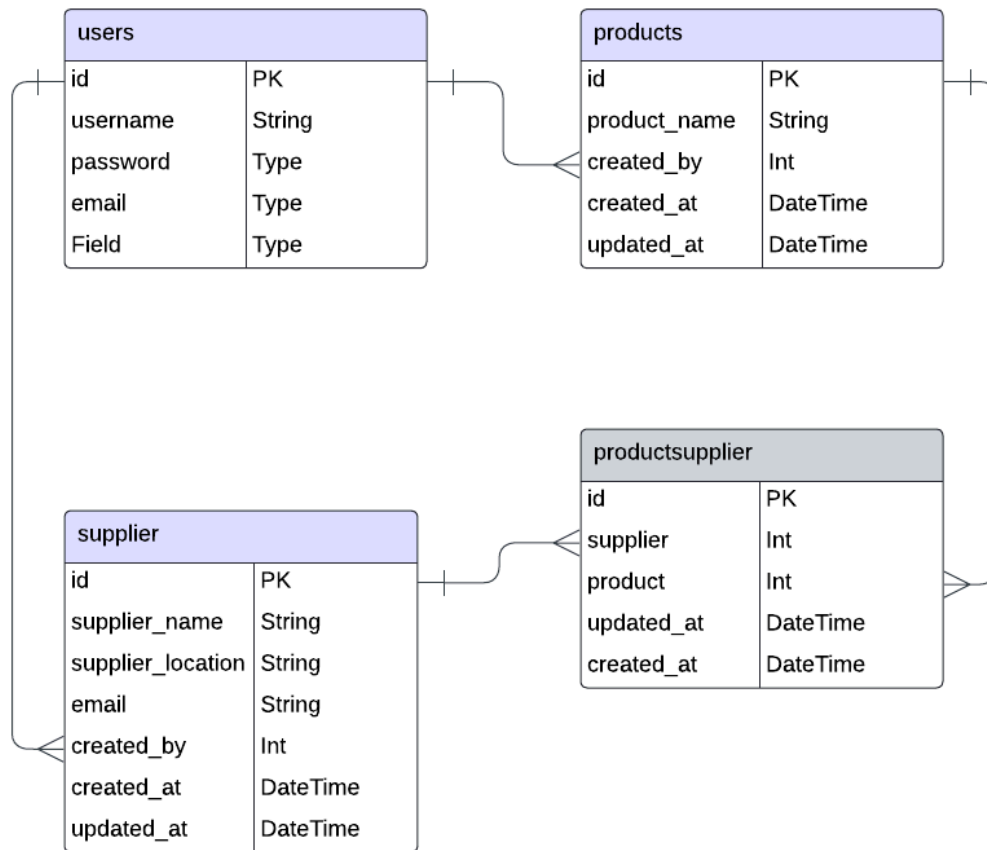 users
id PK
username String
password Type
email Type
Field Type
products
id PK
product_name String
created_by Int
created_at DateTime
updated_at DateTime
productsupplier
id PK
supplier Int
product Int
updated_at DateTime
created_at DateTime
supplier
id PK
supplier_name String
supplier_location String
email String
created_by Int
created_at DateTime
updated_at DateTime